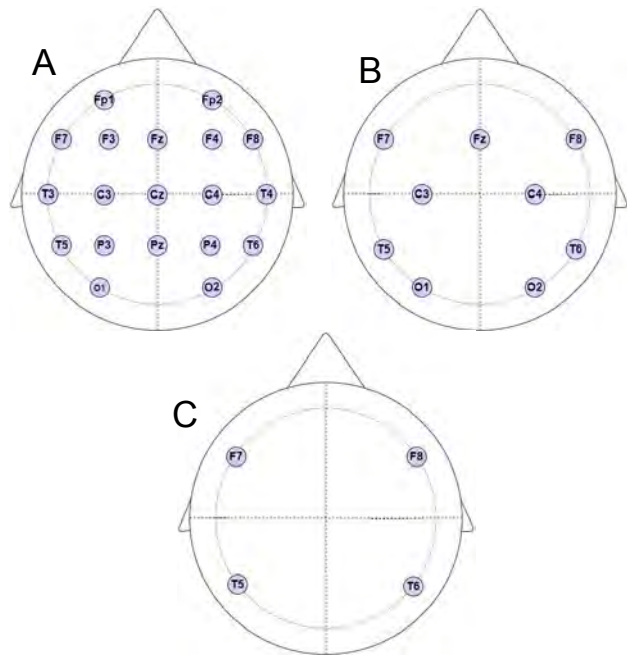 A
B
Fp1 Fp2
F7 F3 Fz F4 F8
T3 C3 Cz C4 T4
T5 P3 Pz P4 T6
O1 O2
F7 Fz F8
C3 C4
T5 T6
O1 O2
C
F7 F8
T5 T6